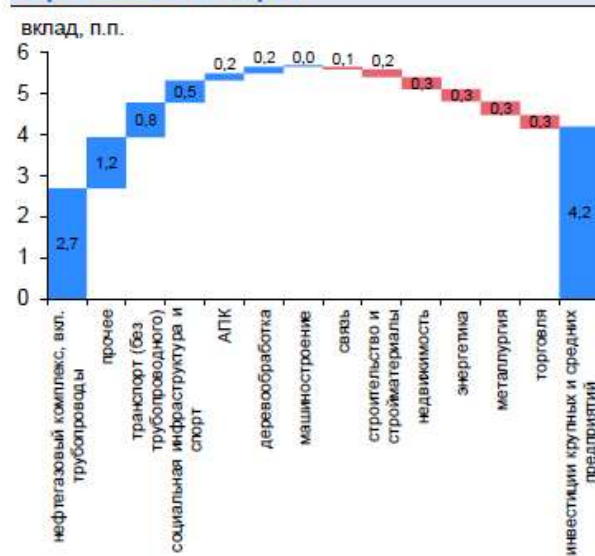 вклад, п.п.
6
5
4
3
2
1
0
2,7
1,2
0,8
0,5
0,2
0,2
0,0
0,1
0,2
0,3
0,3
0,3
0,3
4,2
нефтегазовый комплекс, вкл.
трубопроводы
прочее
транспорт (без
трубопроводного)
социальная инфраструктура и
спорт
АПК
деревообработка
машиностроение
связь
строительство и
стройматериалы
недвижимость
энергетика
металлургия
торговля
инвестиции крупных и средних
предприятий